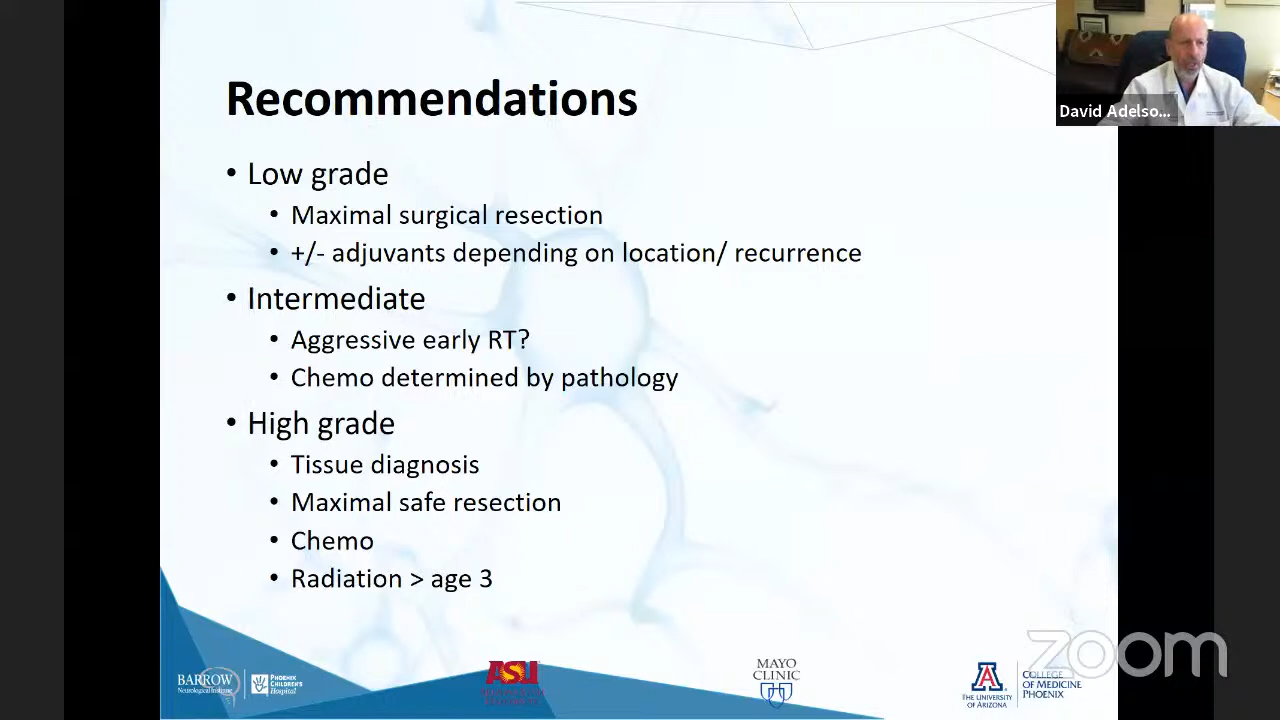 Recommendations
David Adelso...
• Low grade
• Maximal surgical resection
• +/- adjuvants depending on location/ recurrence
• Intermediate
• Aggressive early RT?
• Chemo determined by pathology
• High grade
• Tissue diagnosis
• Maximal safe resection
• Chemo
• Radiation > age 3
zoom
BARROW
Neurological Institute
PHOENIX
CHILDREN'S
Hospital
ASU
MAYO
CLINIC
A
THE UNIVERSITY
OF ARIZONA
COLLEGE
OF MEDICINE
PHOENIX